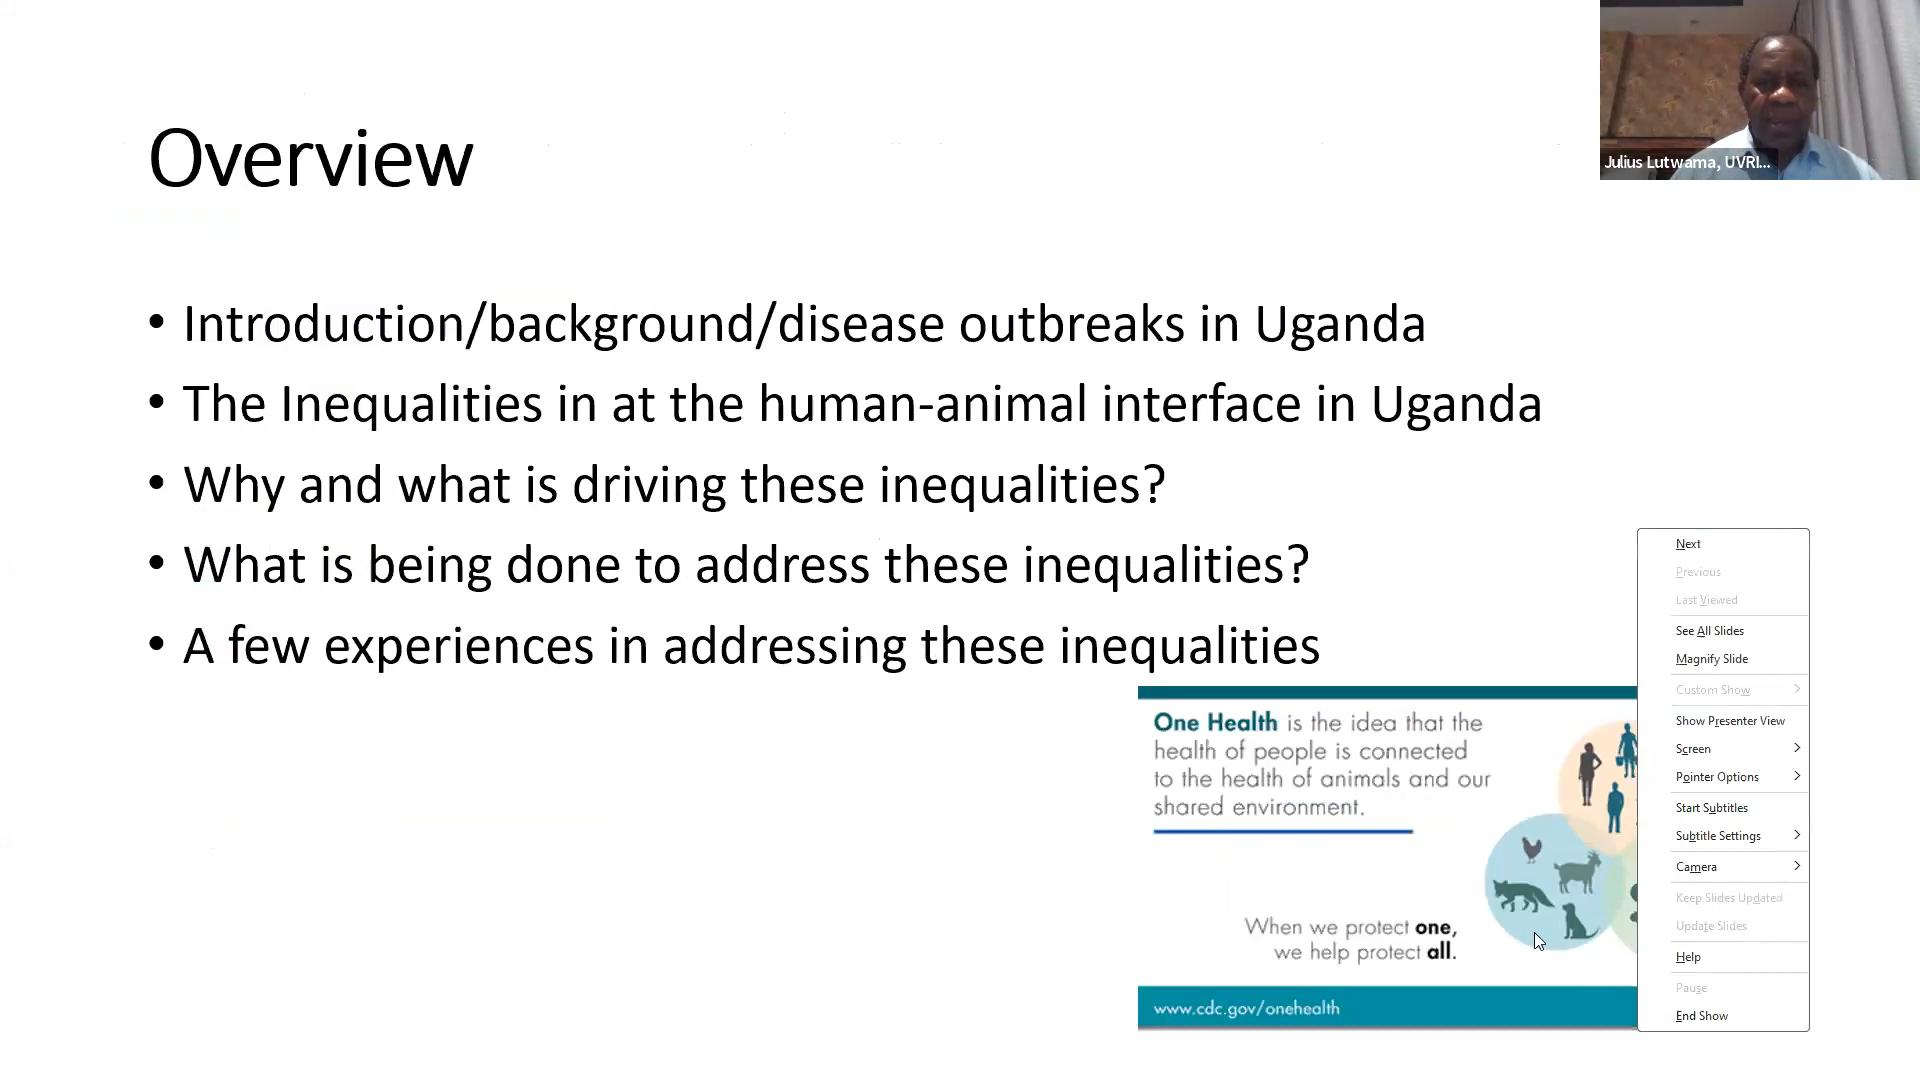 Overview
Julius Lutwama, UVRI...
• Introduction/background/disease outbreaks in Uganda
• The Inequalities in at the human-animal interface in Uganda
• Why and what is driving these inequalities?
• What is being done to address these inequalities?
• A few experiences in addressing these inequalities
One Health is the idea that the
health of people is connected
to the health of animals and our
shared environment.
When we protect one,
we help protect all.
www.cdc.gov/onehealth
Next
Previous
Last Viewed
See All Slides
Magnify Slide
Custom Show
Show Presenter View
Screen
Pointer Options
Start Subtitles
Subtitle Settings
Camera
Keep Slides Updated
Update Slides
Help
Pause
End Show